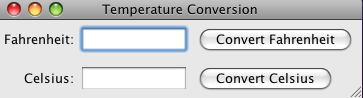 Temperature Conversion
Fahrenheit: Convert Fahrenheit
Celsius: Convert Celsius